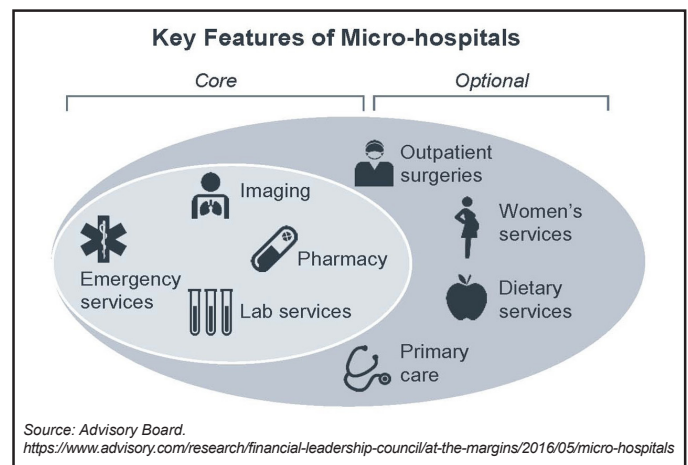 Key Features of Micro-hospitals
Core
Optional
Outpatient
surgeries
Imaging
Women's
services
Pharmacy
Emergency
services
Dietary
services
Lab services
Primary
care
Source: Advisory Board.
https://www.advisory.com/research/financial-leadership-council/at-the-margins/2016/05/micro-hospitals